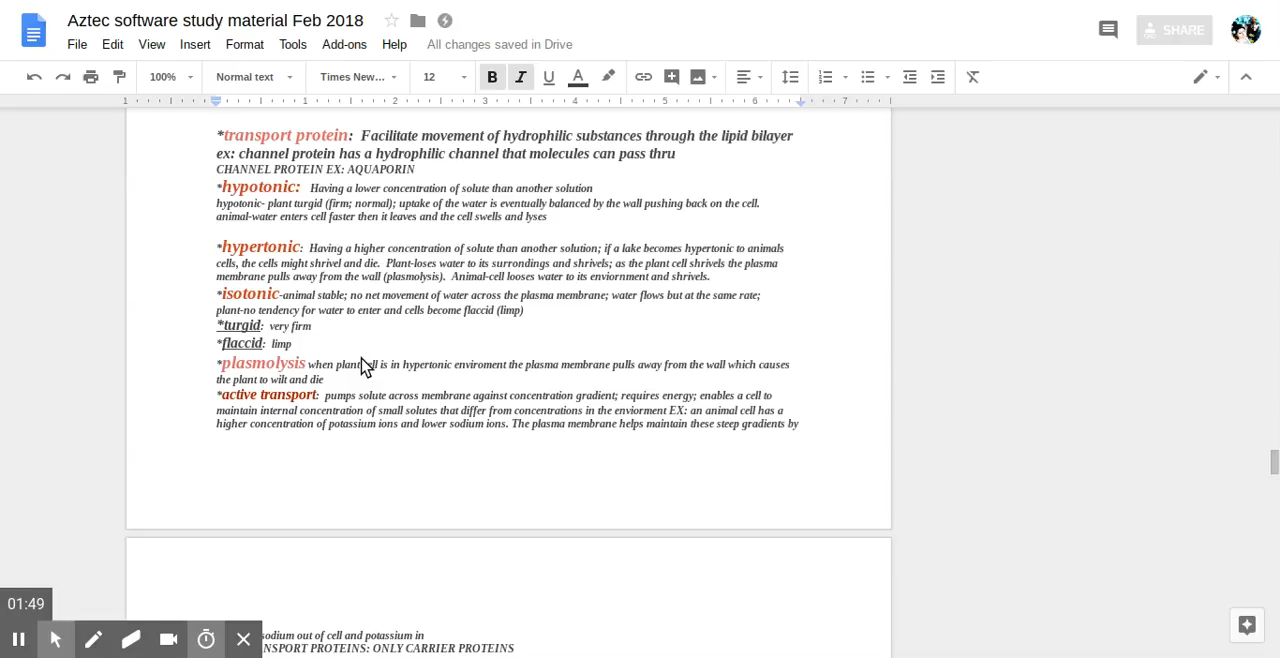 Aztec software study material Feb 2018
File Edit View Insert Format Tools Add-ons Help All changes saved in Drive
SHARE
100% Normal text Times New... 12 B I U A
1 1 2 3 4 5 6 7
*transport protein: Facilitate movement of hydrophilic substances through the lipid bilayer
ex: channel protein has a hydrophilic channel that molecules can pass thru
CHANNEL PROTEIN EX: AQUAPORIN
*hypotonic: Having a lower concentration of solute than another solution
hypotonic- plant turgid (firm; normal); uptake of the water is eventually balanced by the wall pushing back on the cell.
animal-water enters cell faster then it leaves and the cell swells and lyses
*hypertonic: Having a higher concentration of solute than another solution; if a lake becomes hypertonic to animals
cells, the cells might shrivel and die. Plant-loses water to its surrondings and shrivels; as the plant cell shrivels the plasma
membrane pulls away from the wall (plasmolysis). Animal-cell looses water to its enviornment and shrivels.
*isotonic-animal stable; no net movement of water across the plasma membrane; water flows but at the same rate;
plant-no tendency for water to enter and cells become flaccid (limp)
*turgid: very firm
*flaccid: limp
*plasmolysis when plant cell is in hypertonic enviroment the plasma membrane pulls away from the wall which causes
the plant to wilt and die
*active transport: pumps solute across membrane against concentration gradient; requires energy; enables a cell to
maintain internal concentration of small solutes that differ from concentrations in the enviorment EX: an animal cell has a
higher concentration of potassium ions and lower sodium ions. The plasma membrane helps maintain these steep gradients by
01:49
sodium out of cell and potassium in
PROTEINS: ONLY CARRIER PROTEINS